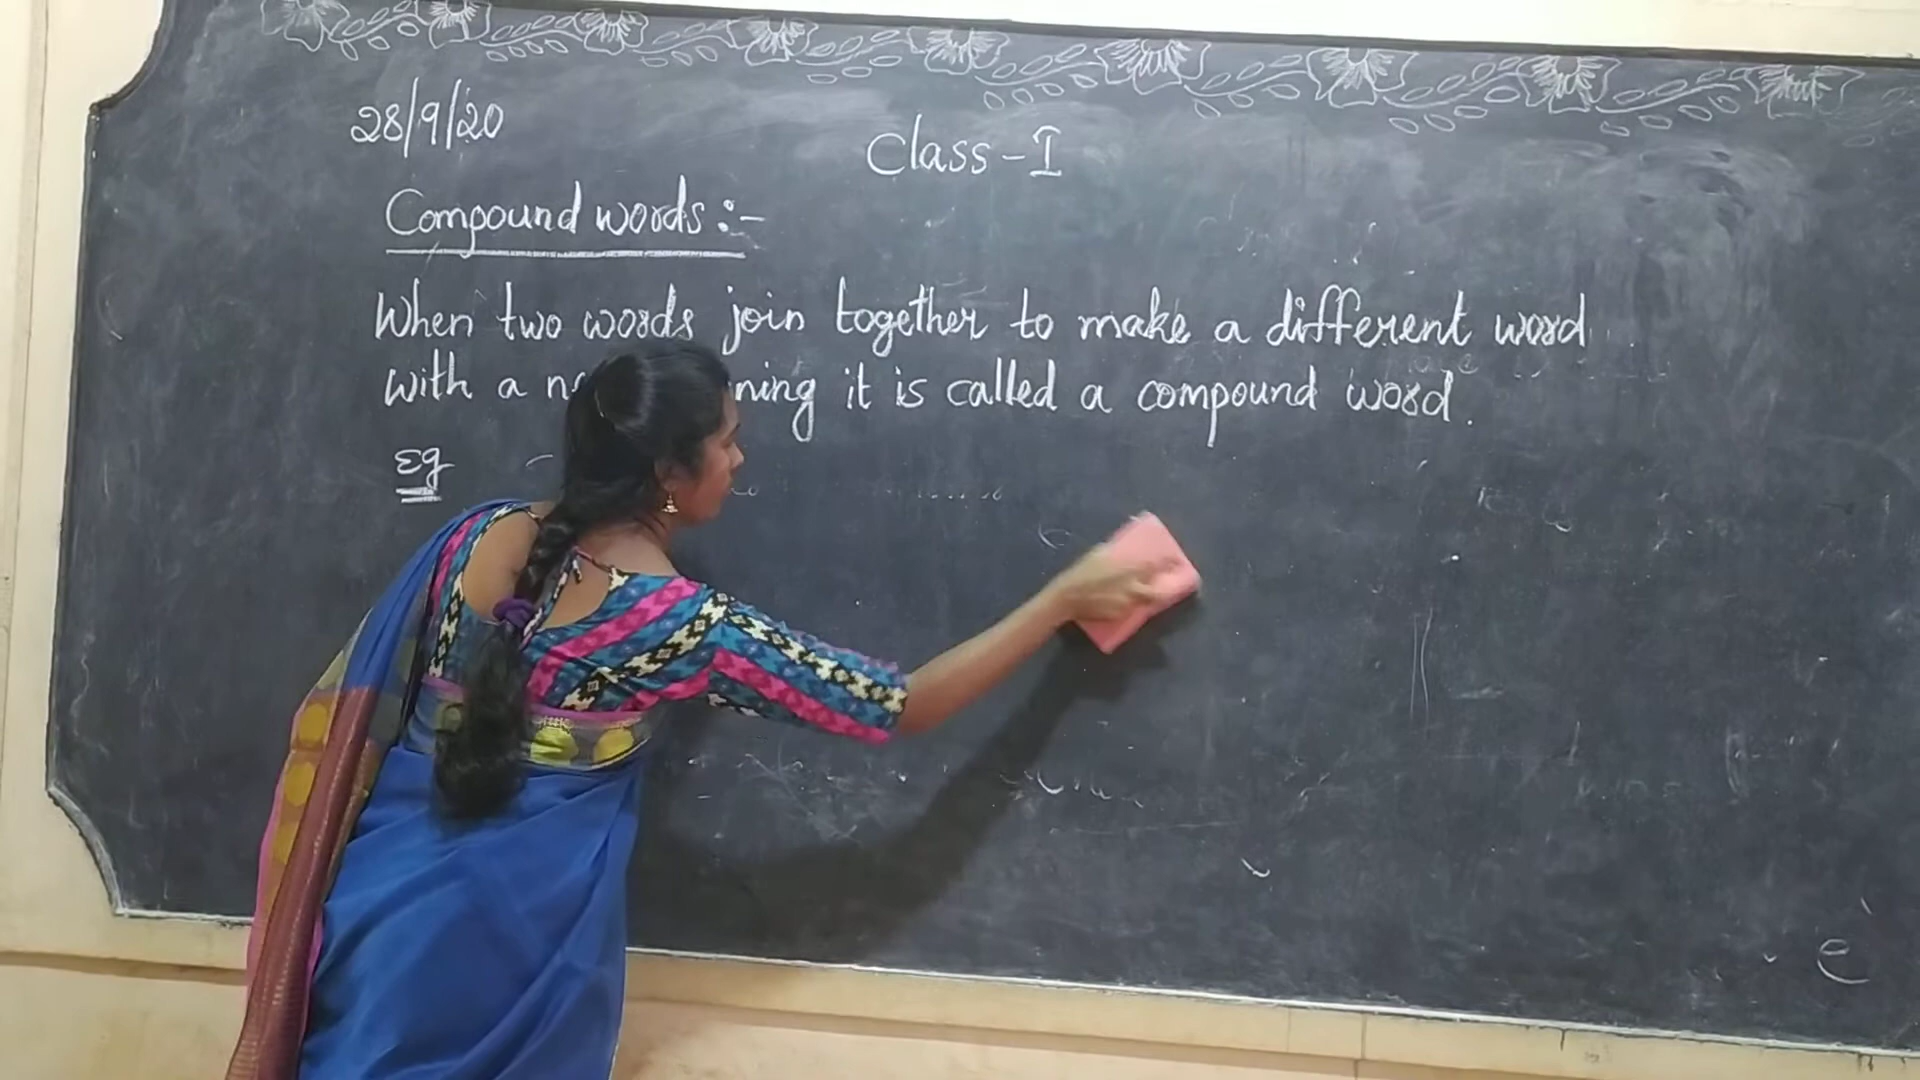 28/9/20
Class - I
Compound words :-
When two words join together to make a different word
with a it is called a compound word.
Eg
e